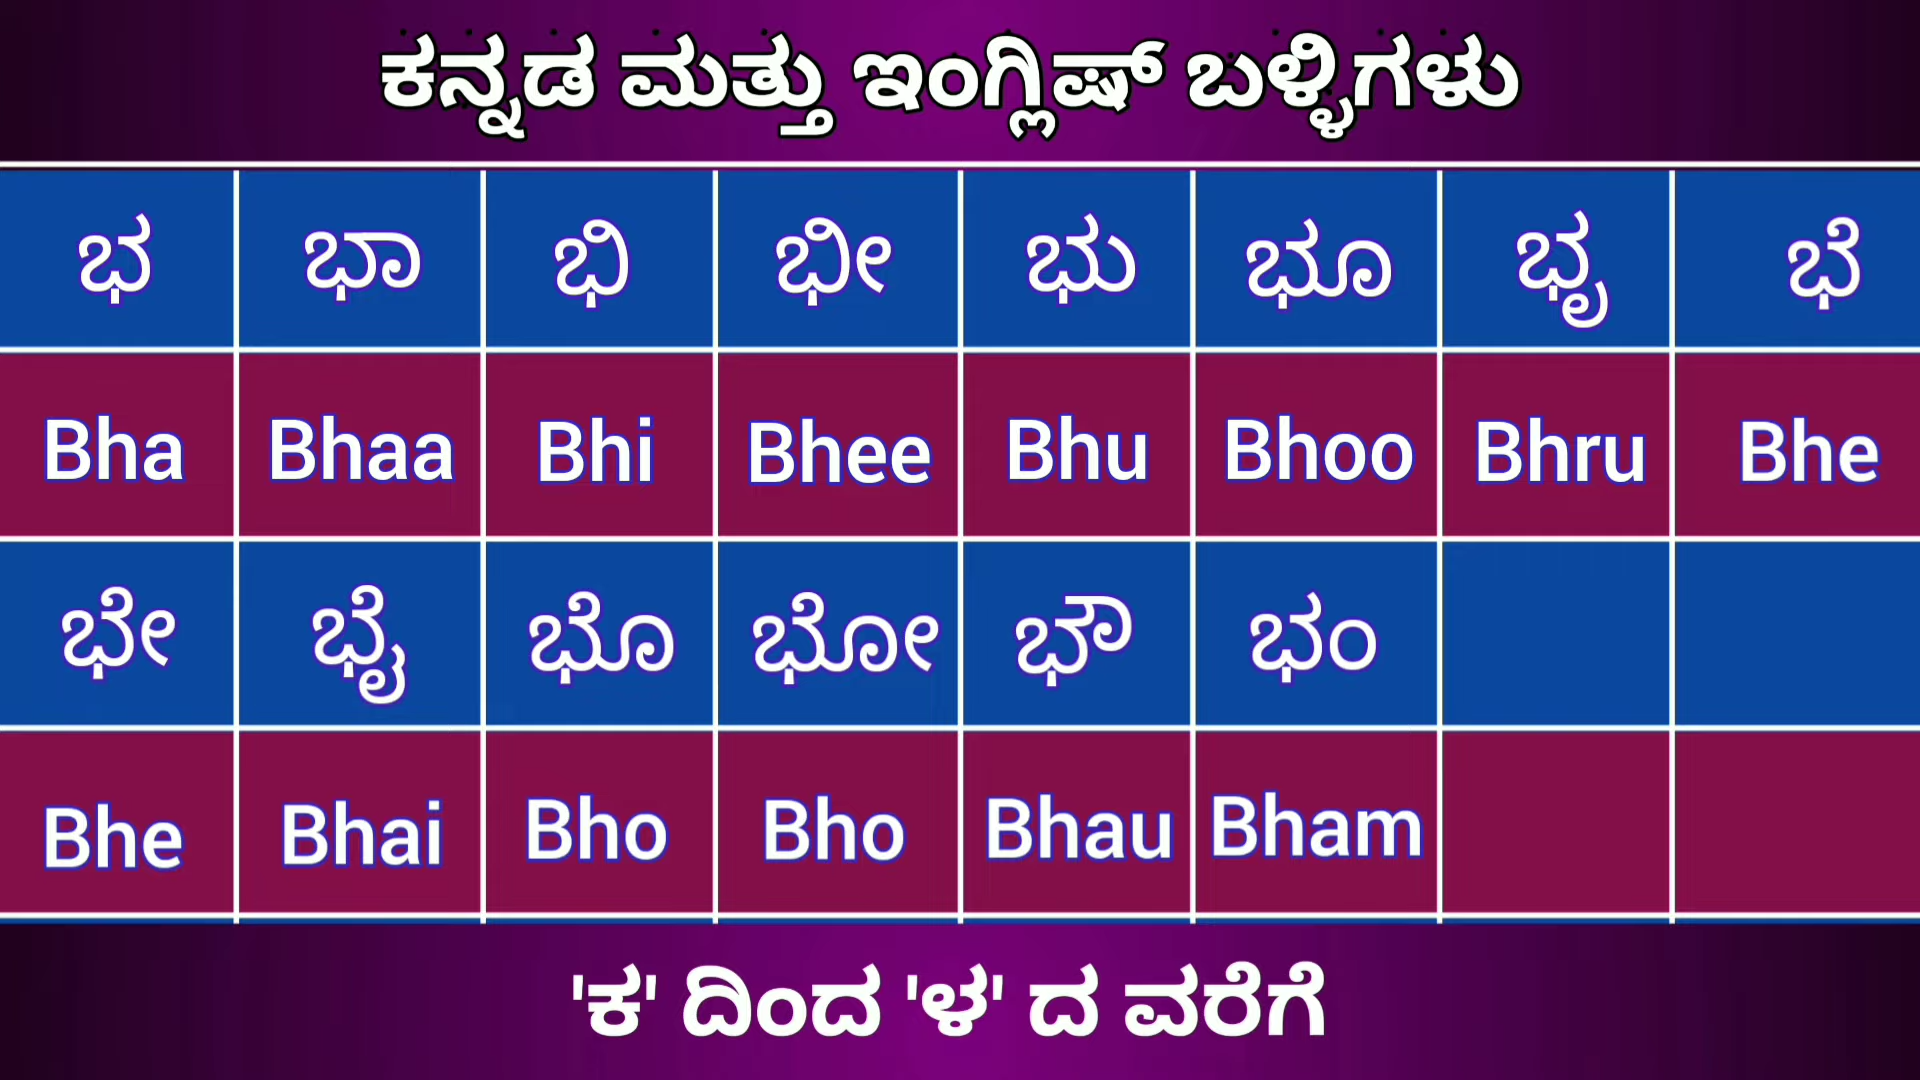 ಕನ್ನಡ ಮತ್ತು ಇಂಗ್ಲಿಷ್ ಬಳ್ಳಿಗಳು
ಭ ಭಾ ಭಿ ಭೀ ಭು ಭೂ ಭೃ ಭೆ
Bha Bhaa Bhi Bhee Bhu Bhoo Bhru Bhe
ಭೇ ಭೈ ಭೊ ಭೋ ಭೌ ಭಂ
Bhe Bhai Bho Bho Bhau Bham
'ಕ' ದಿಂದ 'ಳ' ದ ವರೆಗೆ